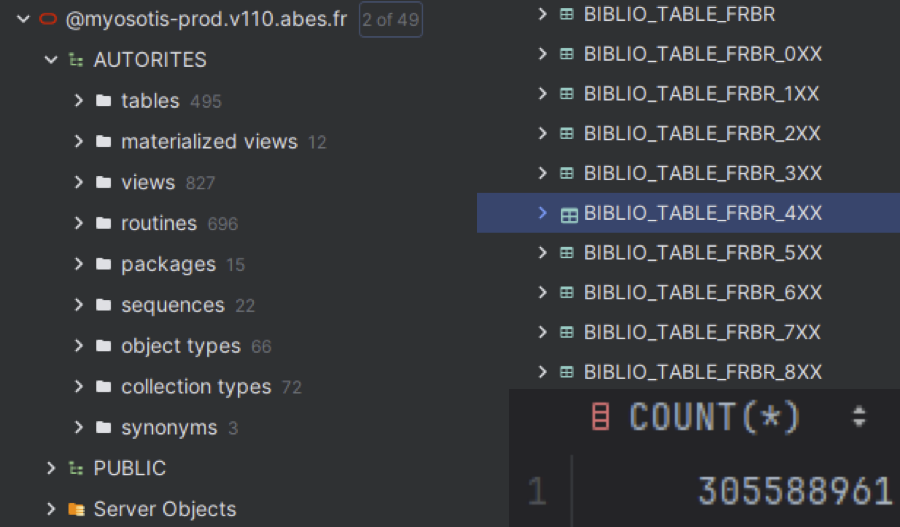 @myosotis-prod.v110.abes.fr 2 of 49
AUTORITES
tables 495
materialized views 12
views 827
routines 696
packages 15
sequences 22
object types 66
collection types 72
synonyms 3
PUBLIC
Server Objects
BIBLIO_TABLE_FRBR
BIBLIO_TABLE_FRBR_0XX
BIBLIO_TABLE_FRBR_1XX
BIBLIO_TABLE_FRBR_2XX
BIBLIO_TABLE_FRBR_3XX
BIBLIO_TABLE_FRBR_4XX
BIBLIO_TABLE_FRBR_5XX
BIBLIO_TABLE_FRBR_6XX
BIBLIO_TABLE_FRBR_7XX
BIBLIO_TABLE_FRBR_8XX
COUNT(*)
1 305588961